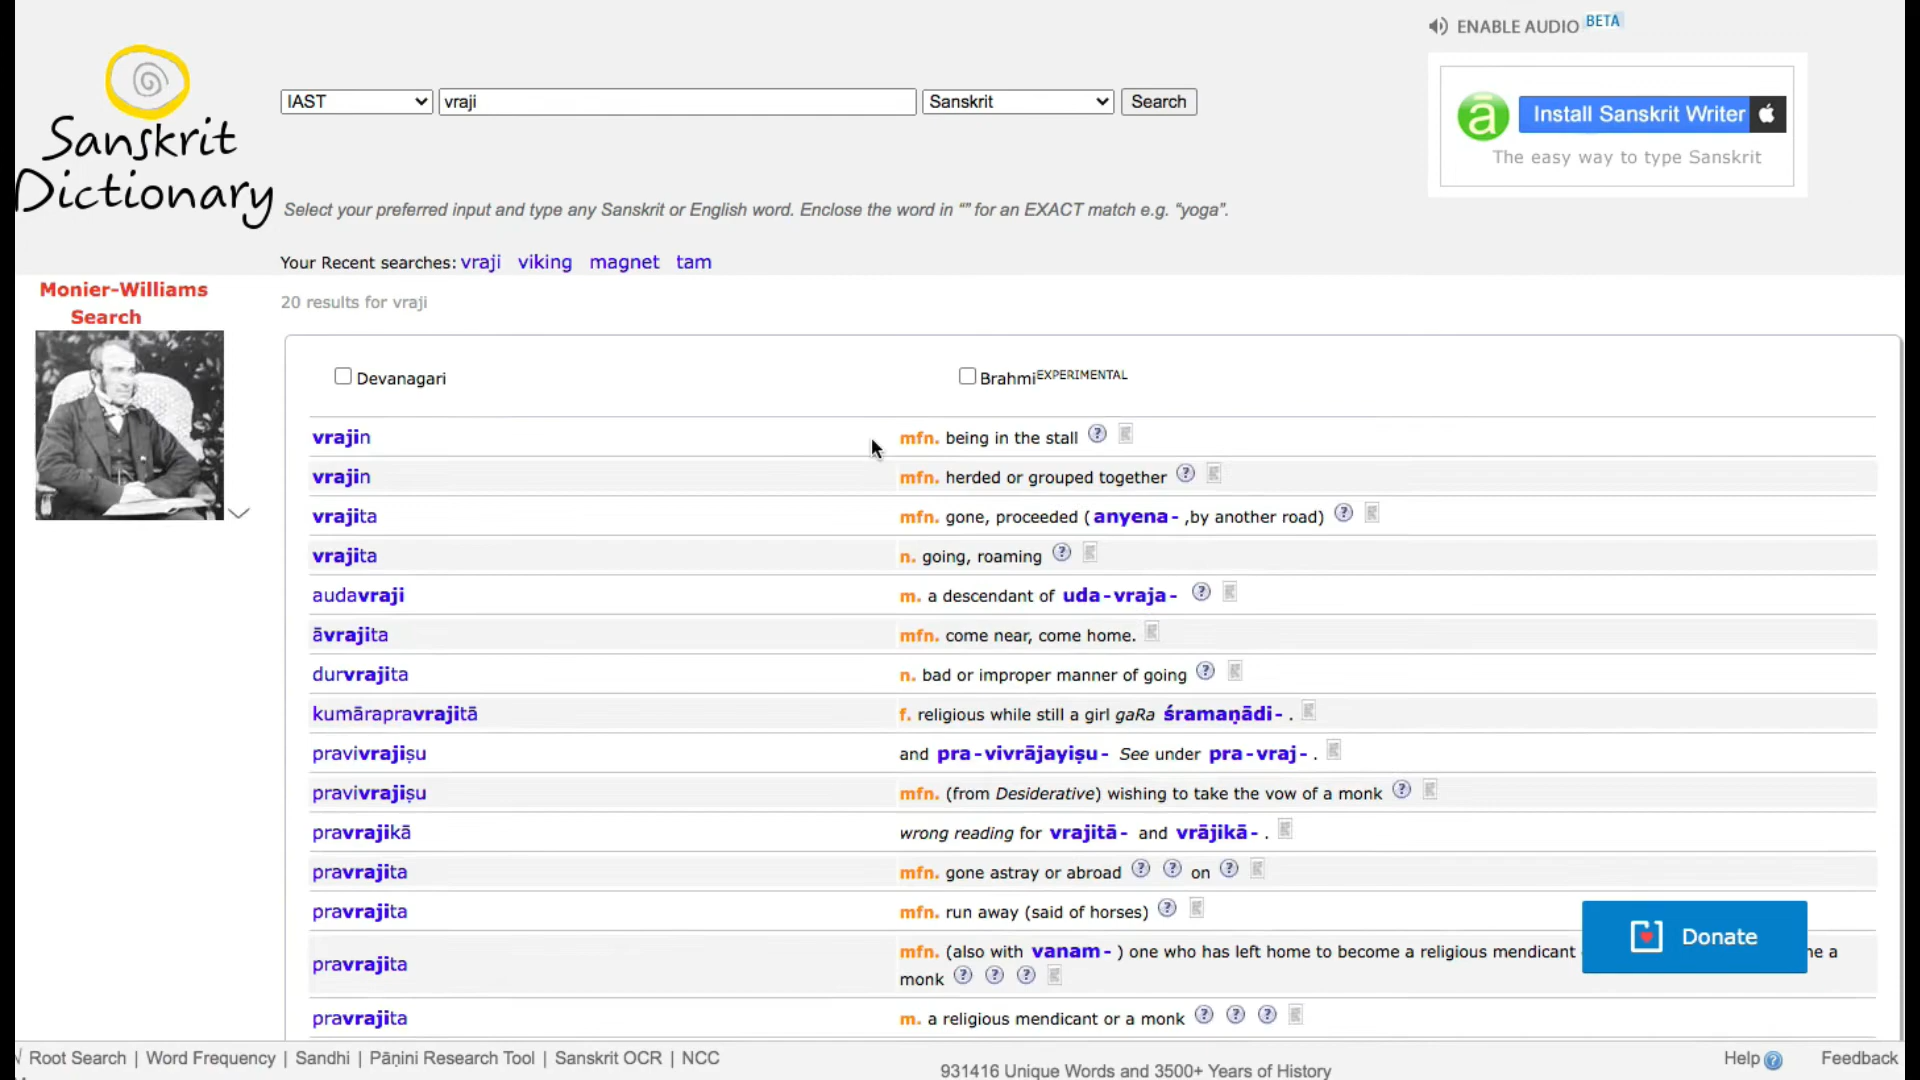 ENABLE AUDIO BETA
Sanskrit
Dictionary
IAST vraji Sanskrit Search
ā Install Sanskrit Writer
The easy way to type Sanskrit
Select your preferred input and type any Sanskrit or English word. Enclose the word in “” for an EXACT match e.g. “yoga”.
Your Recent searches: vraji viking magnet tam
Monier-Williams
Search
20 results for vraji
Devanagari Brahmi EXPERIMENTAL
vrajin mfn. being in the stall ?
vrajin mfn. herded or grouped together ?
vrajita mfn. gone, proceeded ( anyena- ,by another road) ?
vrajita n. going, roaming ?
audavraji m. a descendant of uda-vraja- ?
āvrajita mfn. come near, come home.
durvrajita n. bad or improper manner of going ?
kumārapravrajitā f. religious while still a girl gaRa śramaṇādi- .
pravivrajiṣu and pra-vivrājayiṣu- See under pra-vraj- .
pravivrajiṣu mfn. (from Desiderative) wishing to take the vow of a monk ?
pravrajikā wrong reading for vrajitā- and vrājikā- .
pravrajita mfn. gone astray or abroad ? ? on ?
pravrajita mfn. run away (said of horses) ?
pravrajita mfn. (also with vanam- ) one who has left home to become a religious mendicant
monk ? ? ?
pravrajita m. a religious mendicant or a monk ? ? ?
Donate
√ Root Search | Word Frequency | Sandhi | Pāṇini Research Tool | Sanskrit OCR | NCC
931416 Unique Words and 3500+ Years of History
Help ? Feedback